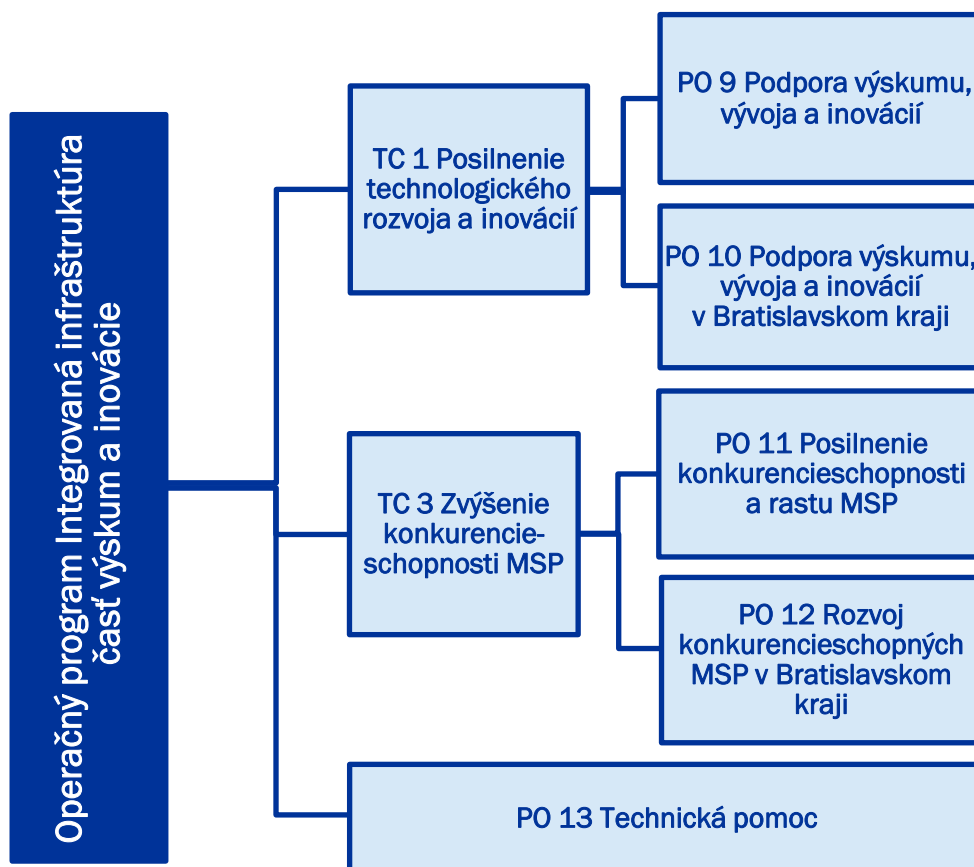 Operačný program Integrovaná infraštruktúra
časť výskum a inovácie
TC 1 Posilnenie
technologického
rozvoja a inovácií
PO 9 Podpora výskumu,
vývoja a inovácií
PO 10 Podpora výskumu,
vývoja a inovácií
v Bratislavskom kraji
TC 3 Zvýšenie
konkurencie-
schopnosti MSP
PO 11 Posilnenie
konkurencieschopnosti
a rastu MSP
PO 12 Rozvoj
konkurencieschopných
MSP v Bratislavskom
kraji
PO 13 Technická pomoc